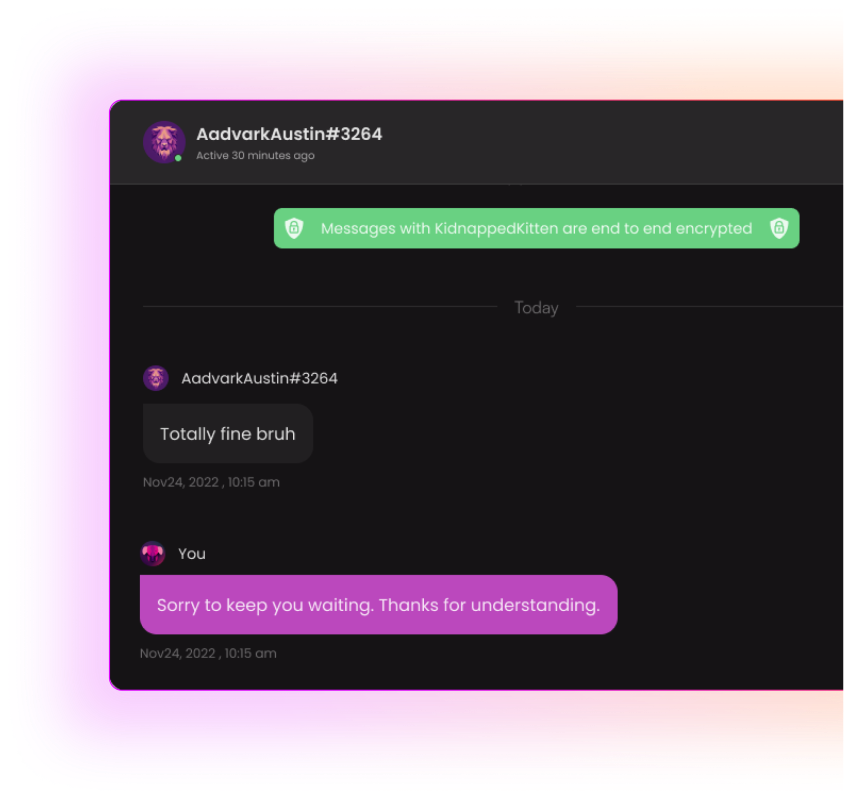 AadvarkAustin#3264
Active 30 minutes ago
Messages with KidnappedKitten are end to end encrypted
Today
AadvarkAustin#3264
Totally fine bruh
Nov24, 2022 , 10:15 am
You
Sorry to keep you waiting. Thanks for understanding.
Nov24, 2022 , 10:15 am